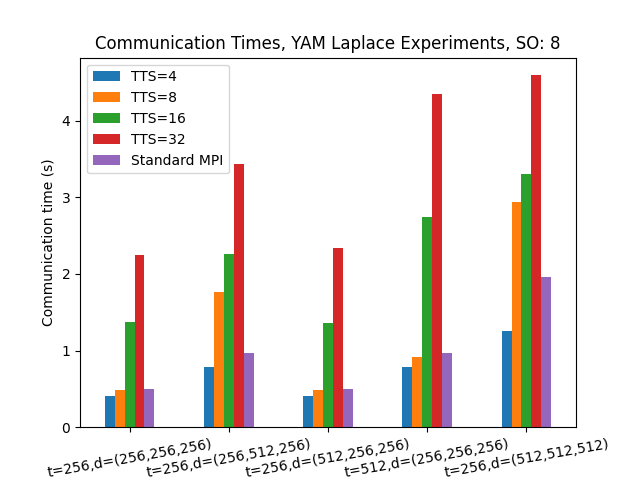 Communication Times, YAM Laplace Experiments, SO: 8
TTS=4
TTS=8
TTS=16
TTS=32
Standard MPI
Communication time (s)
4
3
2
1
0
t=256,d=(256,256,256)
t=256,d=(256,512,256)
t=256,d=(512,256,256)
t=512,d=(256,256,256)
t=256,d=(512,512,512)